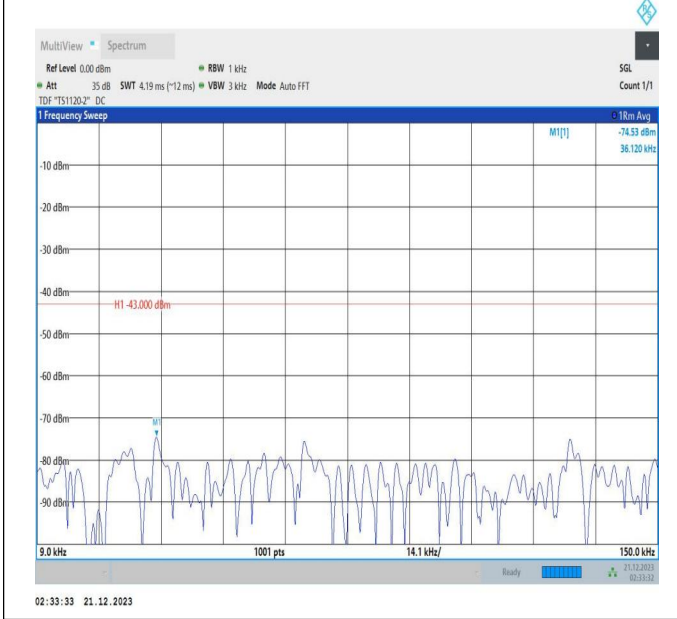 R&S
MultiView Spectrum
Ref Level 0.00 dBm RBW 1 kHz SGL
Att 35 dB SWT 4.19 ms (~12 ms) VBW 3 kHz Mode Auto FFT Count 1/1
TDF "TS1120-2" DC
1 Frequency Sweep 1Rm Avg
M1[1] -74.53 dBm
36.120 kHz
-10 dBm
-20 dBm
-30 dBm
-40 dBm
H1 -43.000 dBm
-50 dBm
-60 dBm
-70 dBm
M1
-80 dBm
-90 dBm
9.0 kHz 1001 pts 14.1 kHz/ 150.0 kHz
Ready 21.12.2023
02:33:32
02:33:33 21.12.2023